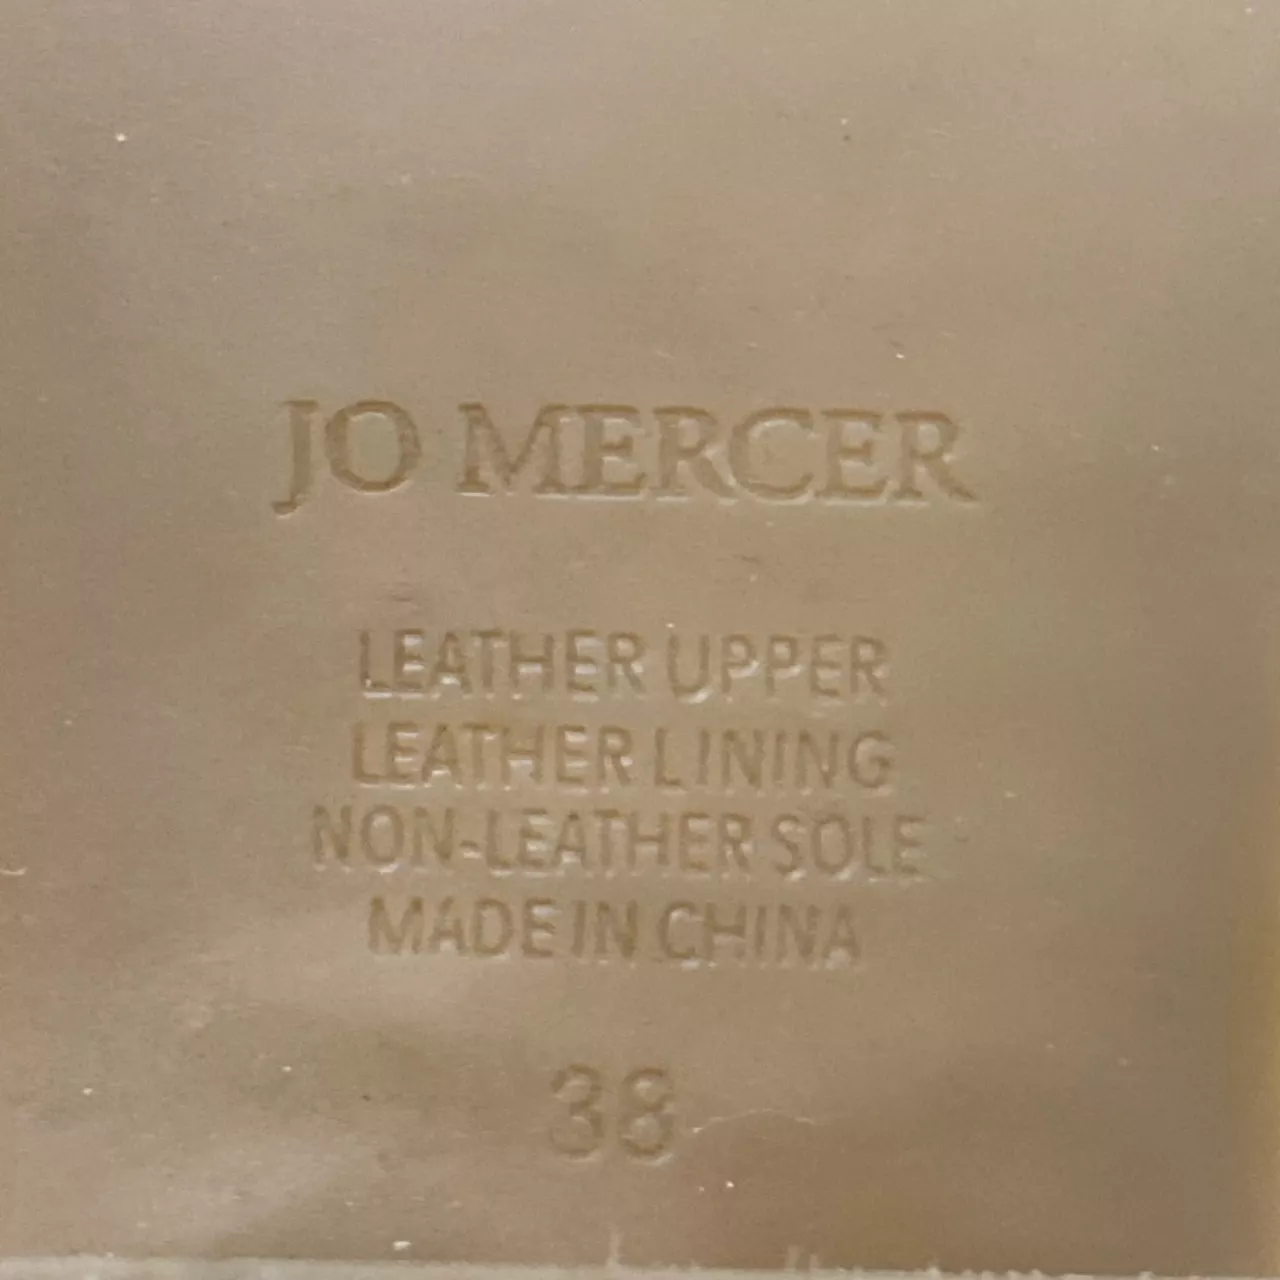 JO MERCER
LEATHER UPPER
LEATHER LINING
NON-LEATHER SOLE
MADE IN CHINA
38